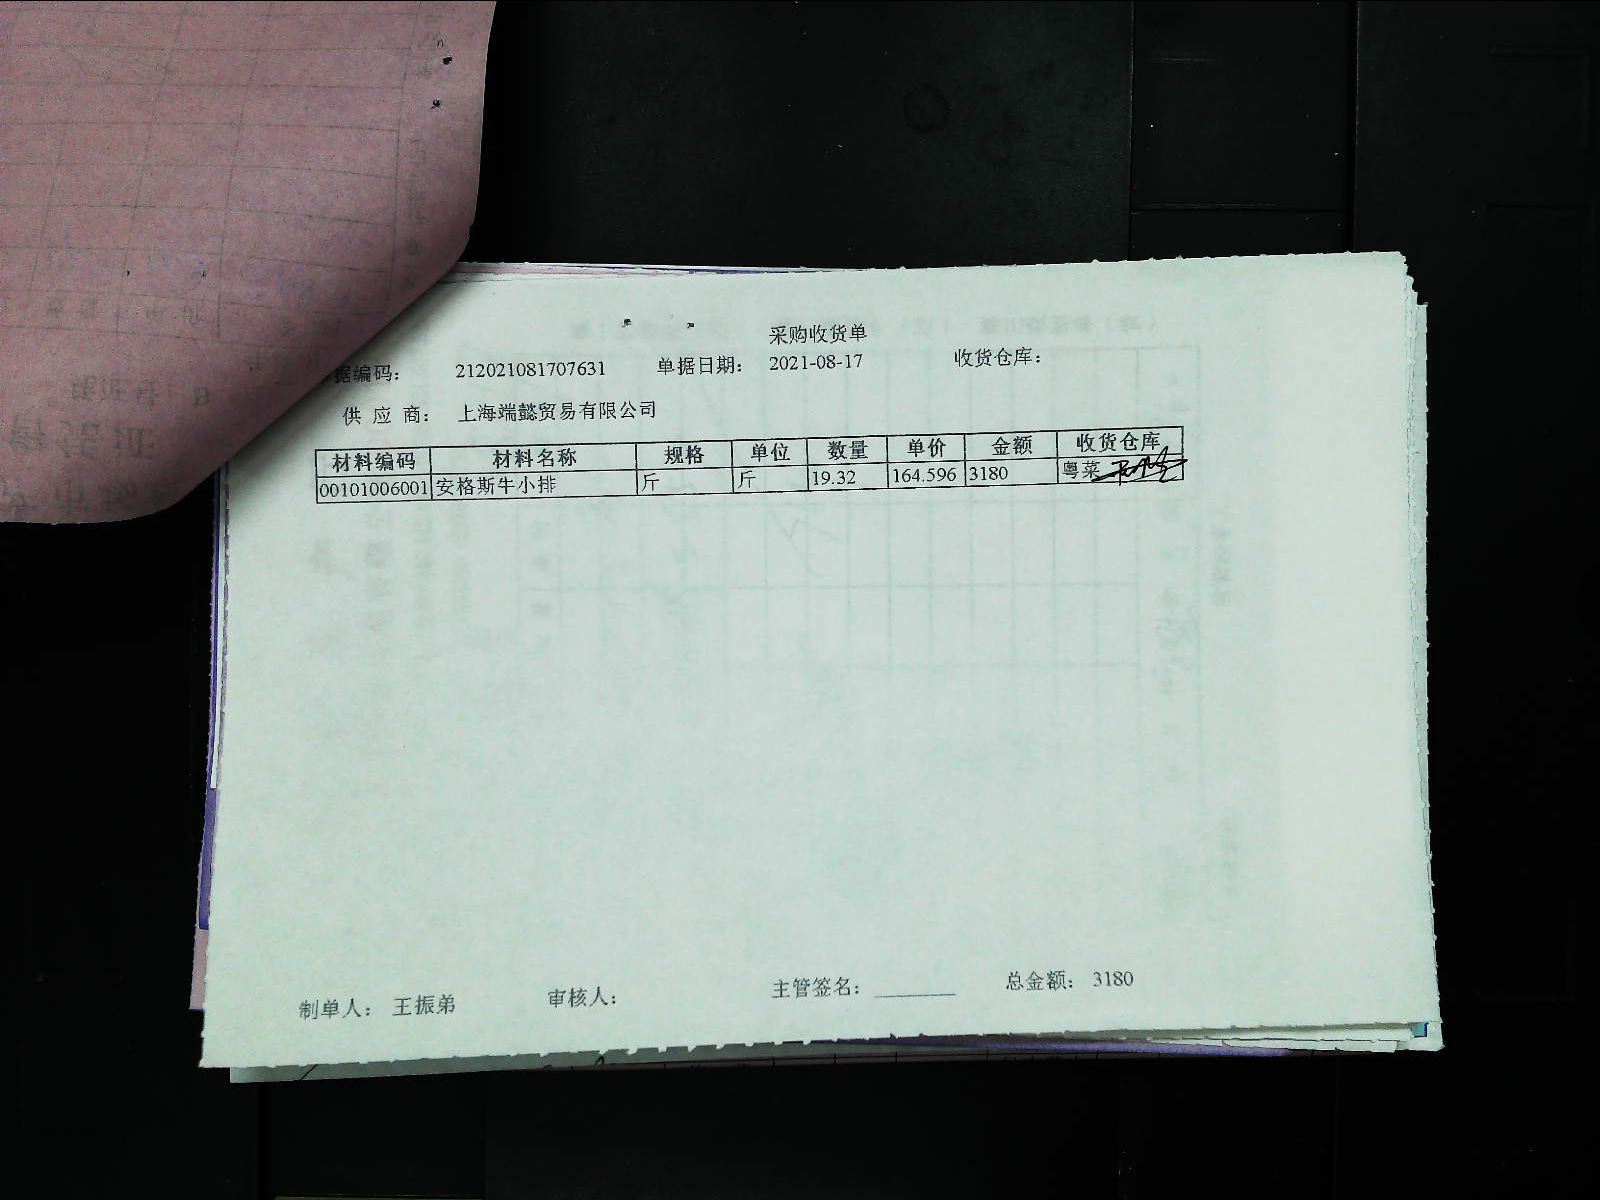 采购收货单
据编码： 212021081707631 单据日期： 2021-08-17 收货仓库：
供 应 商： 上海端懿贸易有限公司
材料编码 材料名称 规格 单位 数量 单价 金额 收货仓库
00101006001 安格斯牛小排 斤 斤 19.32 164.596 3180 粤菜
制单人： 王振弟 审核人： 主管签名： 总金额： 3180